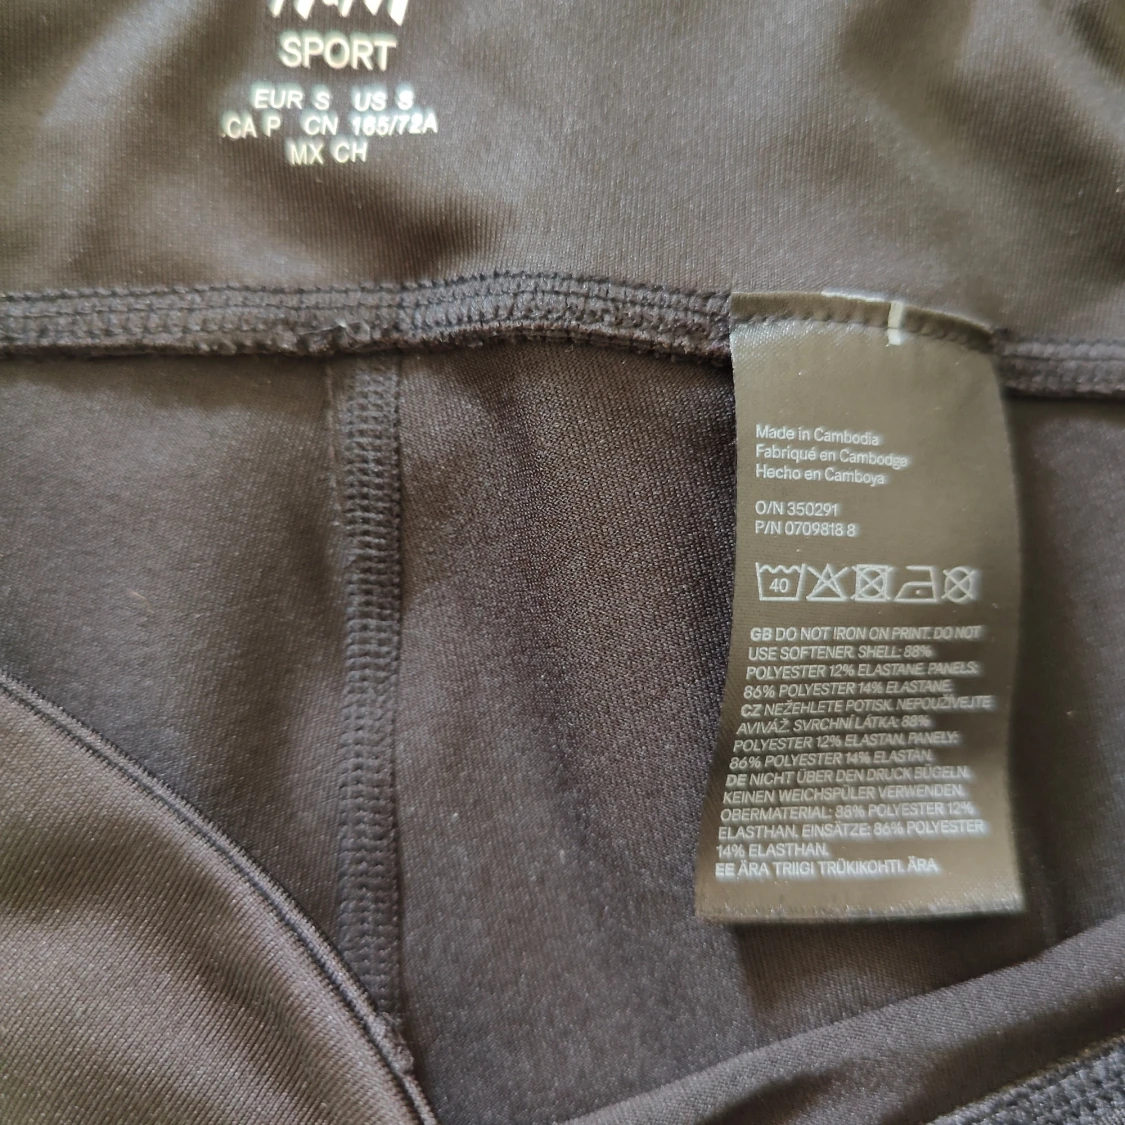 SPORT
EUR S US S
CA P CN 165/72A
MX CH
Made in Cambodia
Fabriqué en Cambodge
Hecho en Camboya
O/N 350291
P/N 0709818 8
40
GB DO NOT IRON ON PRINT. DO NOT
USE SOFTENER. SHELL: 88%
POLYESTER 12% ELASTANE. PANELS:
86% POLYESTER 14% ELASTANE.
CZ NEŽEHLETE POTISK. NEPOUŽÍVEJTE
AVIVÁŽ. SVRCHNÍ LÁTKA: 88%
POLYESTER 12% ELASTAN. PANELY:
86% POLYESTER 14% ELASTAN.
DE NICHT ÜBER DEN DRUCK BÜGELN.
KEINEN WEICHSPÜLER VERWENDEN.
OBERMATERIAL: 88% POLYESTER 12%
ELASTHAN. EINSÄTZE: 86% POLYESTER
14% ELASTHAN.
EE ÄRA TRIIGI TRÜKIKOHTI. ÄRA